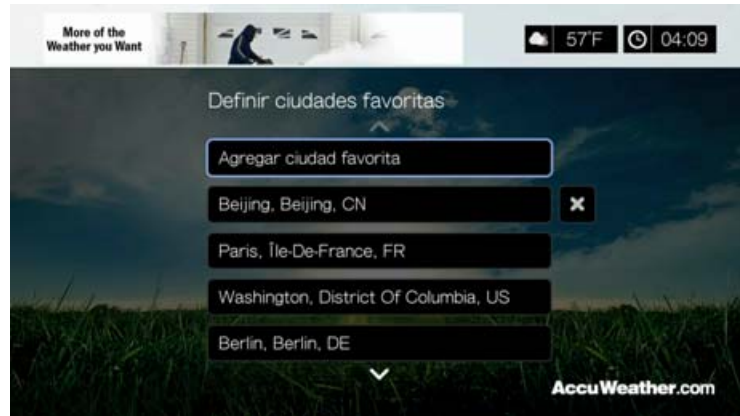 More of the
Weather you Want
57°F
04:09
Definir ciudades favoritas
Agregar ciudad favorita
Beijing, Beijing, CN
Paris, Île-De-France, FR
Washington, District Of Columbia, US
Berlin, Berlin, DE
AccuWeather.com